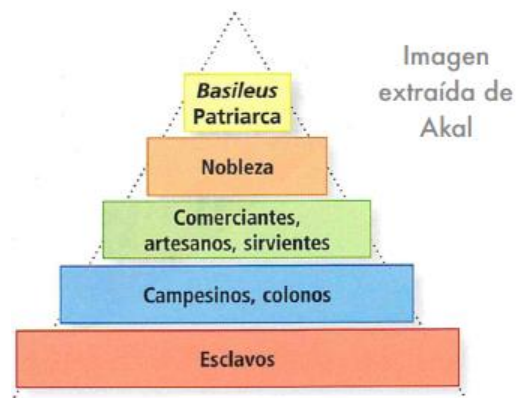 Basileus
Patriarca
Imagen
extraída de
Akal
Nobleza
Comerciantes,
artesanos, sirvientes
Campesinos, colonos
Esclavos